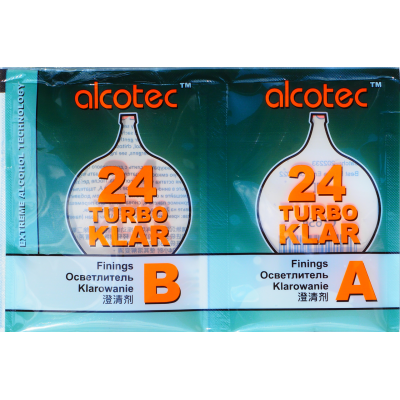 EXTREME ALCOHOL TECHNOLOGY
alcotec™
24
TURBO
KLAR
Finings
Осветлитель
Klarowanie
澄清剂
B
alcotec™
24
TURBO
KLAR
Finings
Осветлитель
Klarowanie
澄清剂
A